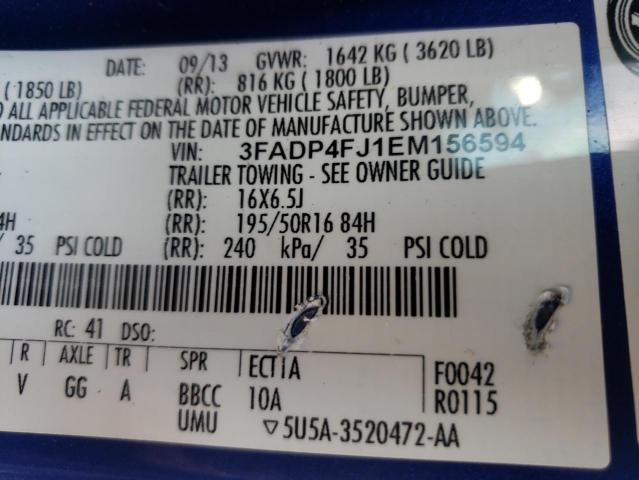 DATE: 09/13 GVWR: 1642 KG ( 3620 LB)
( 1850 LB) (RR): 816 KG ( 1800 LB)
O ALL APPLICABLE FEDERAL MOTOR VEHICLE SAFETY, BUMPER,
STANDARDS IN EFFECT ON THE DATE OF MANUFACTURE SHOWN ABOVE.
VIN: 3FADP4FJ1EM156594
TRAILER TOWING - SEE OWNER GUIDE
(RR): 16X6.5J
4H (RR): 195/50R16 84H
/ 35 PSI COLD (RR): 240 kPa/ 35 PSI COLD
RC: 41 DSO:
R AXLE TR SPR ECTIA F0042
V GG A BBCC 10A R0115
UMU ▽5U5A-3520472-AA